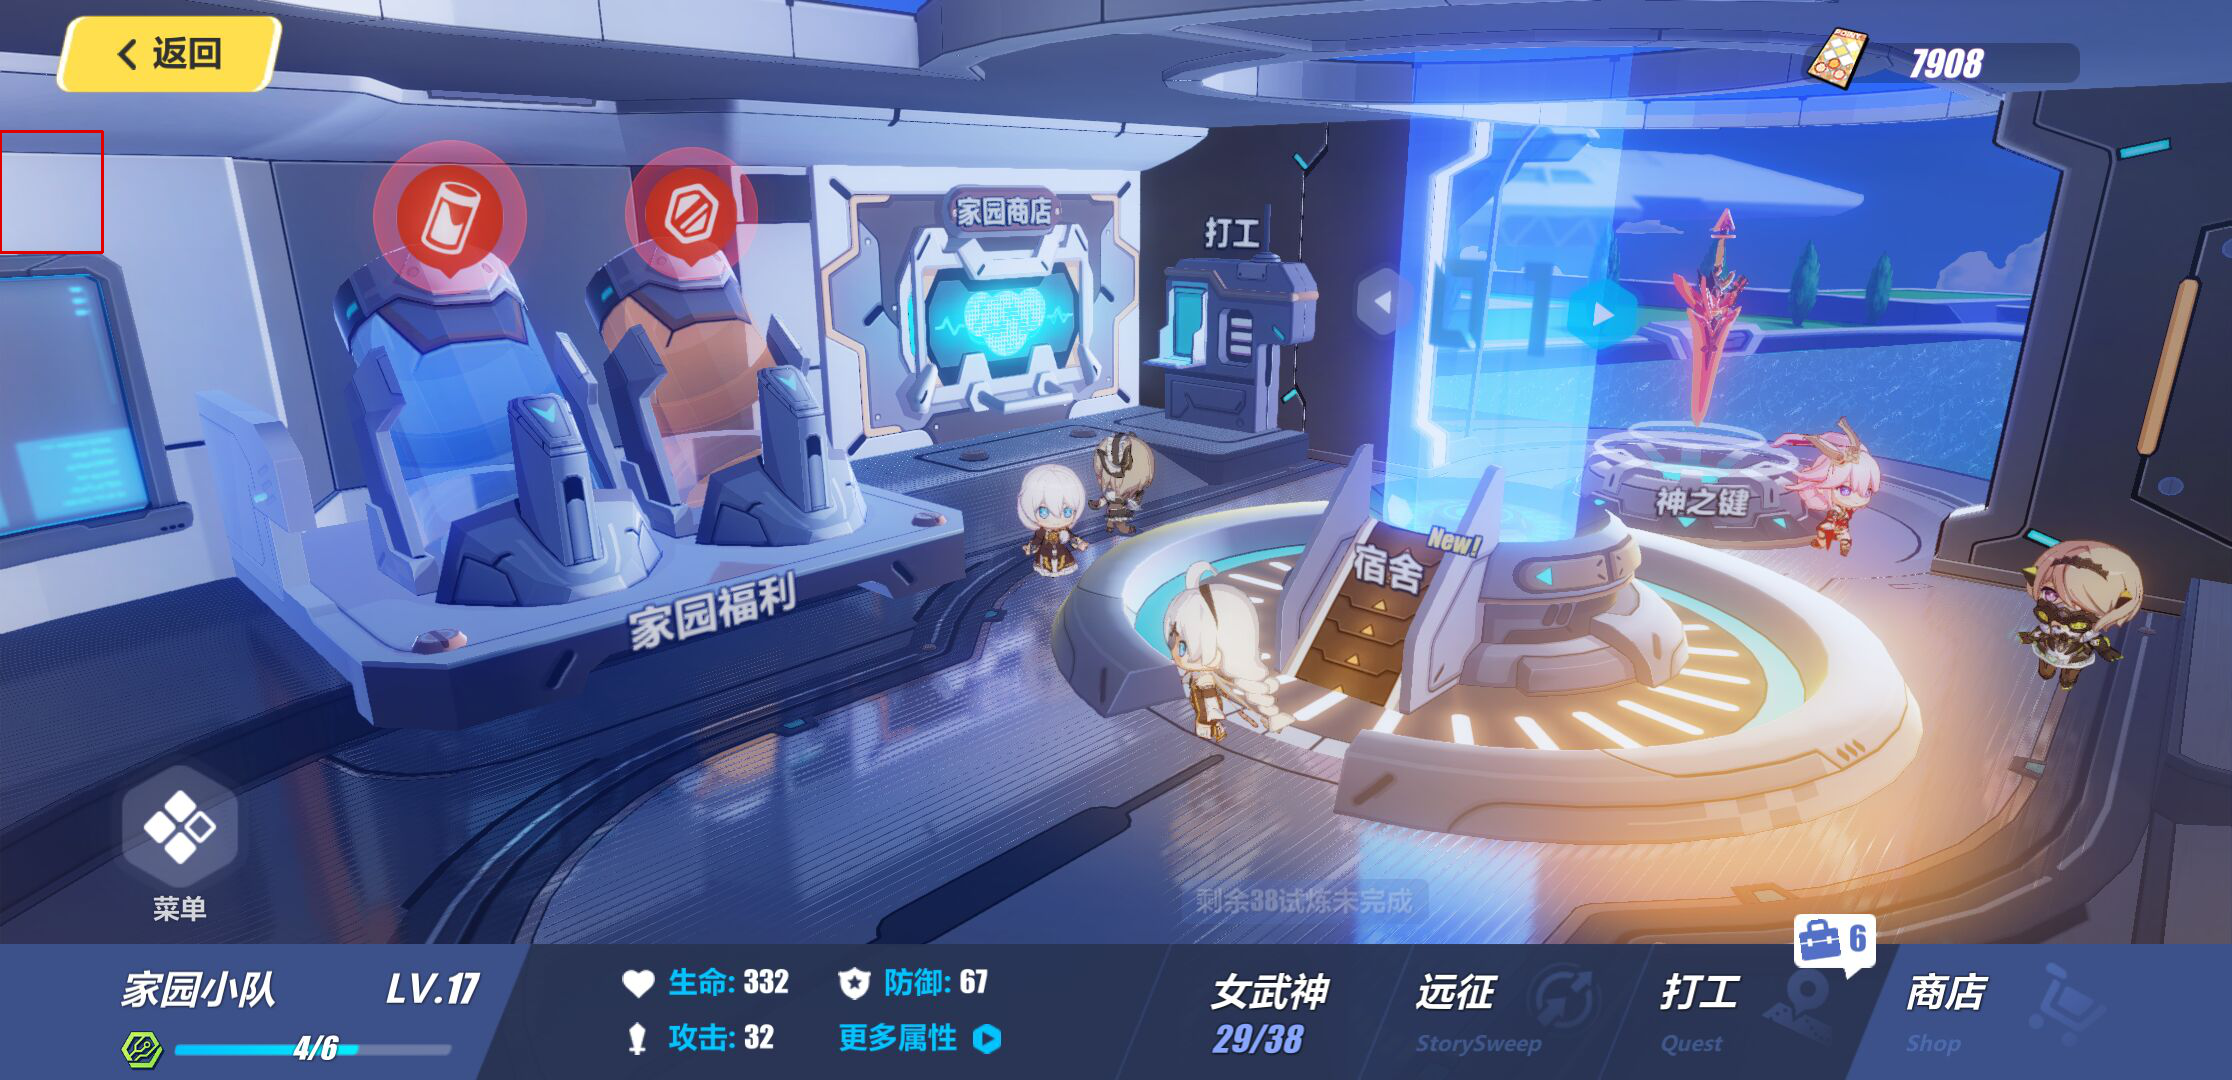 返回
7908
家园商店
打工
神之键
New!
宿舍
家园福利
菜单
剩余38试炼未完成
6
家园小队 LV.17
4/6
生命: 332 防御: 67
攻击: 32 更多属性
女武神
29/38
远征
StorySweep
打工
Quest
商店
Shop